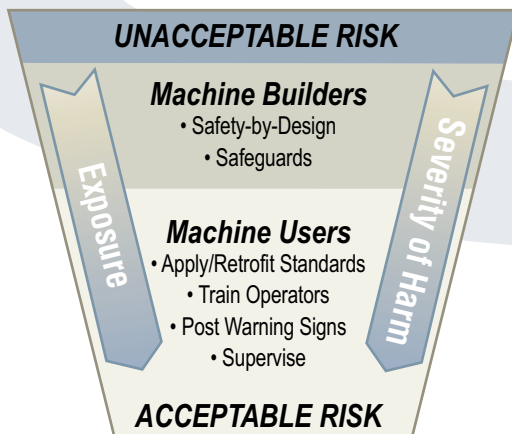 UNACCEPTABLE RISK
Machine Builders
• Safety-by-Design
• Safeguards
Exposure
Severity of Harm
Machine Users
• Apply/Retrofit Standards
• Train Operators
• Post Warning Signs
• Supervise
ACCEPTABLE RISK